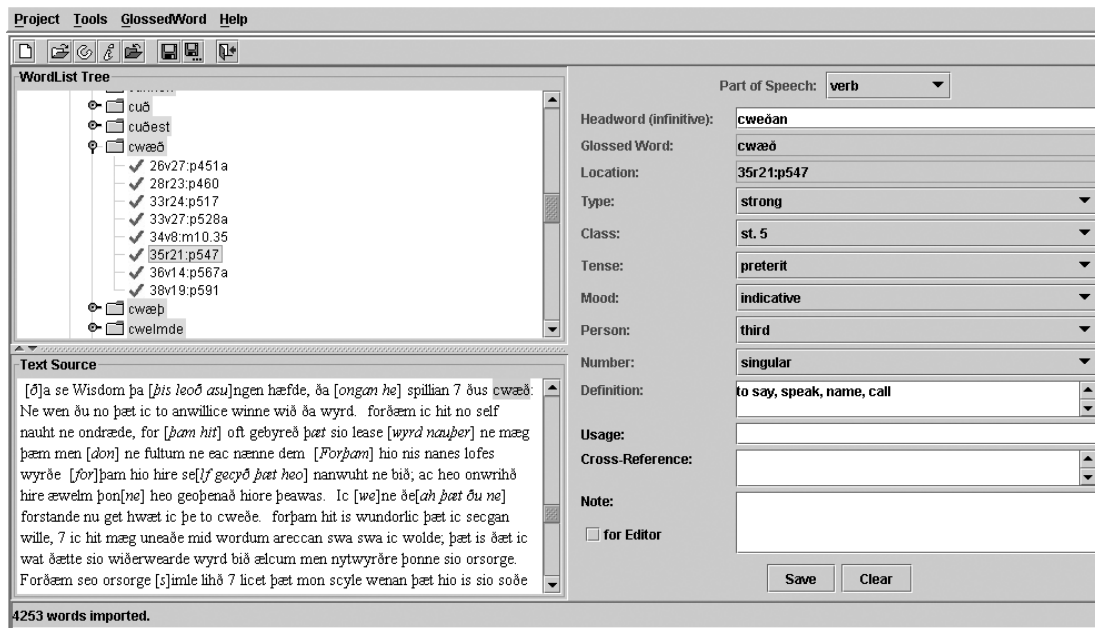 Project Tools GlossedWord Help
WordList Tree
cuð
cuðest
cwæð
26v27:p451a
28r23:p460
33r24:p517
33v27:p528a
34v8:m10.35
35r21:p547
36v14:p567a
38v19:p591
cwæþ
cwelmde
Text Source
[ð]a se Wisdom þa [þis leoð asu]ngen hæfde, ða [ongan he] spillian 7 ðus cwæð:
Ne wen ðu no þæt ic to anwillice winne wið ða wyrd. forðæm ic hit no self
nauht ne ondræde, for [þam hit] oft gebyreð þæt sio lease [wyrd nauþer] ne mæg
þæm men [don] ne fultum ne eac nænne dem [Forþam] hio nis nanes lofes
wyrðe [for]þam hio hire se[lf gecyð þæt heo] nanwuht ne bið; ac heo onwrihð
hire æwelm þon[ne] heo geoþenað hiore þeawas. Ic [we]ne ðe[ah þæt ðu ne]
forstande nu get hwæt ic þe to cweðe. forþam hit is wundorlic þæt ic secgan
wille, 7 ic hit mæg uneaðe mid wordum areccan swa swa ic wolde; þæt is ðæt ic
wat ðætte sio wiðerwearde wyrd bið ælcum men nytwyrðre þonne sio orsorge.
Forðæm seo orsorge [s]imle lihð 7 licet þæt mon scyle wenan þæt hio is sio soðe
Part of Speech: verb
Headword (infinitive): cweðan
Glossed Word: cwæð
Location: 35r21:p547
Type: strong
Class: st. 5
Tense: preterit
Mood: indicative
Person: third
Number: singular
Definition: to say, speak, name, call
Usage:
Cross-Reference:
Note:
for Editor
Save Clear
4253 words imported.